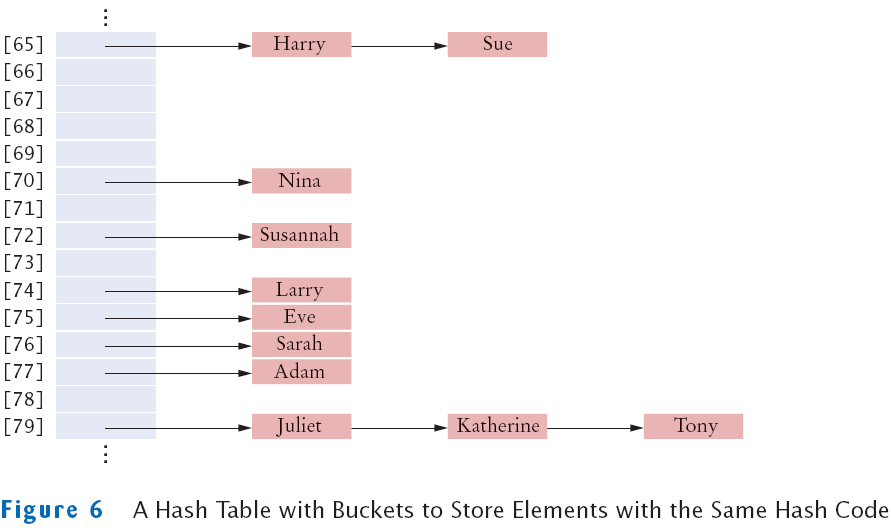 [65] Harry Sue
[66]
[67]
[68]
[69]
[70] Nina
[71]
[72] Susannah
[73]
[74] Larry
[75] Eve
[76] Sarah
[77] Adam
[78]
[79] Juliet Katherine Tony
Figure 6 A Hash Table with Buckets to Store Elements with the Same Hash Code